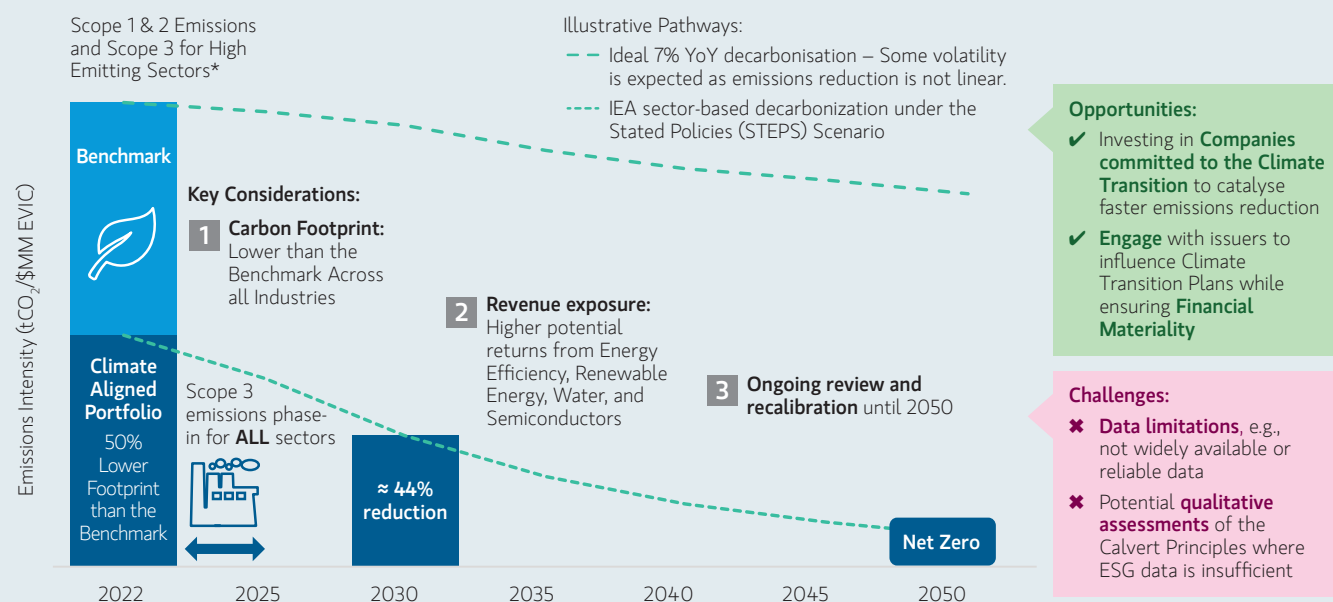 Scope 1 & 2 Emissions
and Scope 3 for High
Emitting Sectors*
Illustrative Pathways:
Ideal 7% YoY decarbonisation – Some volatility
is expected as emissions reduction is not linear.
IEA sector-based decarbonization under the
Stated Policies (STEPS) Scenario
Emissions Intensity (tCO₂/$MM EVIC)
Benchmark
Climate
Aligned
Portfolio
50%
Lower
Footprint
than the
Benchmark
Key Considerations:
1 Carbon Footprint:
Lower than the
Benchmark Across
all Industries
Scope 3
emissions phase-
in for ALL sectors
≈ 44%
reduction
2 Revenue exposure:
Higher potential
returns from Energy
Efficiency, Renewable
Energy, Water, and
Semiconductors
3 Ongoing review and
recalibration until 2050
Net Zero
2022 2025 2030 2035 2040 2045 2050
Opportunities:
✔ Investing in Companies
committed to the Climate
Transition to catalyse
faster emissions reduction
✔ Engage with issuers to
influence Climate
Transition Plans while
ensuring Financial
Materiality
Challenges:
✖ Data limitations, e.g.,
not widely available or
reliable data
✖ Potential qualitative
assessments of the
Calvert Principles where
ESG data is insufficient